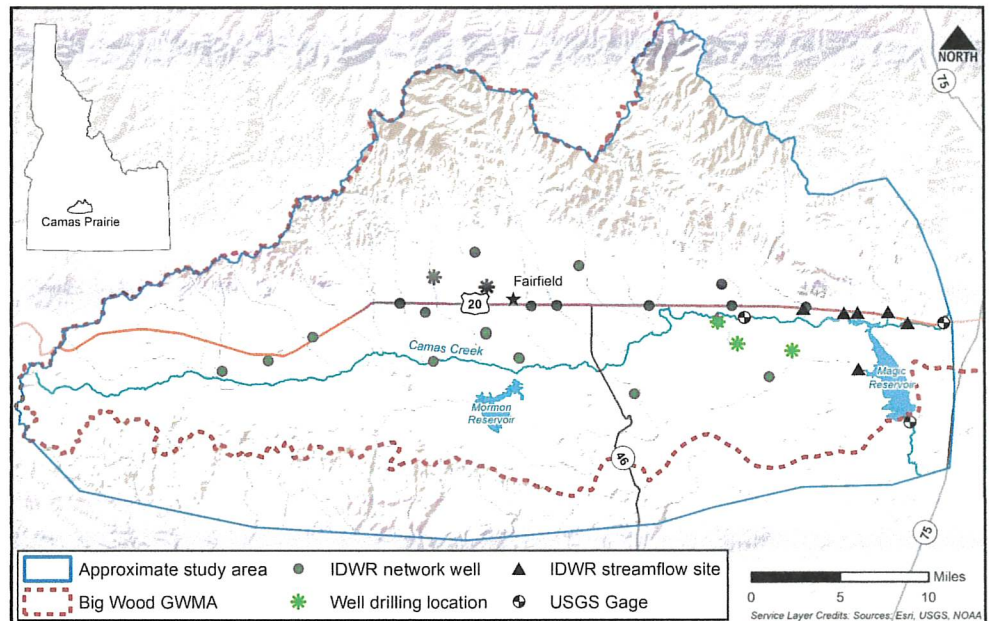 NORTH
75
Camas Prairie
Fairfield
20
Camas Creek
Mormon
Reservoir
Magic
Reservoir
46
75
Approximate study area
IDWR network well
IDWR streamflow site
Big Wood GWMA
Well drilling location
USGS Gage
Miles
0
5
10
Service Layer Credits: Sources: Esri, USGS, NOAA